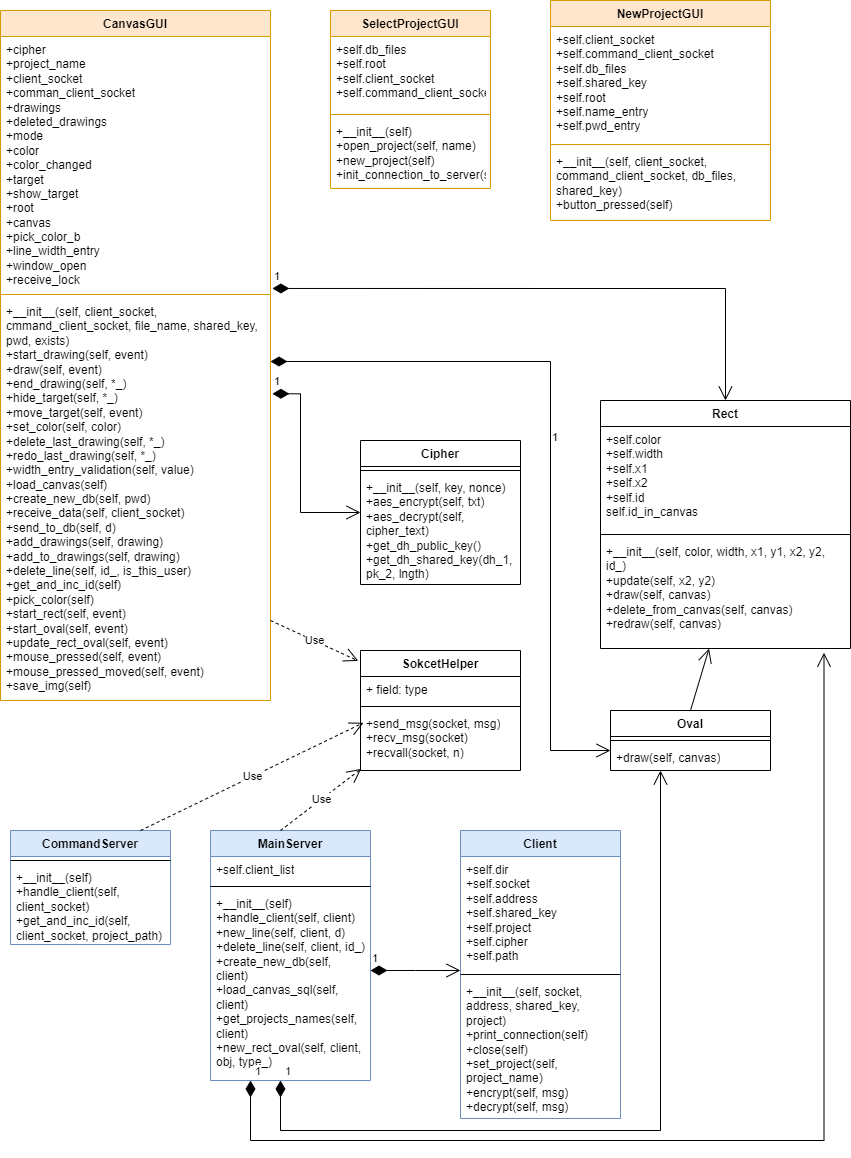 CanvasGUI
+cipher
+project_name
+client_socket
+comman_client_socket
+drawings
+deleted_drawings
+mode
+color
+color_changed
+target
+show_target
+root
+canvas
+pick_color_b
+line_width_entry
+window_open
+receive_lock
+__init__(self, client_socket,
cmmand_client_socket, file_name, shared_key,
pwd, exists)
+start_drawing(self, event)
+draw(self, event)
+end_drawing(self, *_)
+hide_target(self, *_)
+move_target(self, event)
+set_color(self, color)
+delete_last_drawing(self, *_)
+redo_last_drawing(self, *_)
+width_entry_validation(self, value)
+load_canvas(self)
+create_new_db(self, pwd)
+receive_data(self, client_socket)
+send_to_db(self, d)
+add_drawings(self, drawing)
+add_to_drawings(self, drawing)
+delete_line(self, id_, is_this_user)
+get_and_inc_id(self)
+pick_color(self)
+start_rect(self, event)
+start_oval(self, event)
+update_rect_oval(self, event)
+mouse_pressed(self, event)
+mouse_pressed_moved(self, event)
+save_img(self)
SelectProjectGUI
+self.db_files
+self.root
+self.client_socket
+self.command_client_socke
+__init__(self)
+open_project(self, name)
+new_project(self)
+init_connection_to_server(s
NewProjectGUI
+self.client_socket
+self.command_client_socket
+self.db_files
+self.shared_key
+self.root
+self.name_entry
+self.pwd_entry
+__init__(self, client_socket,
command_client_socket, db_files,
shared_key)
+button_pressed(self)
1
1
1
Cipher
+__init__(self, key, nonce)
+aes_encrypt(self, txt)
+aes_decrypt(self,
cipher_text)
+get_dh_public_key()
+get_dh_shared_key(dh_1,
pk_2, lngth)
Rect
+self.color
+self.width
+self.x1
+self.x2
+self.id
self.id_in_canvas
+__init__(self, color, width, x1, y1, x2, y2,
id_)
+update(self, x2, y2)
+draw(self, canvas)
+delete_from_canvas(self, canvas)
+redraw(self, canvas)
Use
SokcetHelper
+ field: type
+send_msg(socket, msg)
+recv_msg(socket)
+recvall(socket, n)
Oval
+draw(self, canvas)
Use
Use
CommandServer
+__init__(self)
+handle_client(self,
client_socket)
+get_and_inc_id(self,
client_socket, project_path)
MainServer
+self.client_list
+__init__(self)
+handle_client(self, client)
+new_line(self, client, d)
+delete_line(self, client, id_)
+create_new_db(self,
client)
+load_canvas_sql(self,
client)
+get_projects_names(self,
client)
+new_rect_oval(self, client,
obj, type_)
1
1
1
Client
+self.dir
+self.socket
+self.address
+self.shared_key
+self.project
+self.cipher
+self.path
+__init__(self, socket,
address, shared_key,
project)
+print_connection(self)
+close(self)
+set_project(self,
project_name)
+encrypt(self, msg)
+decrypt(self, msg)